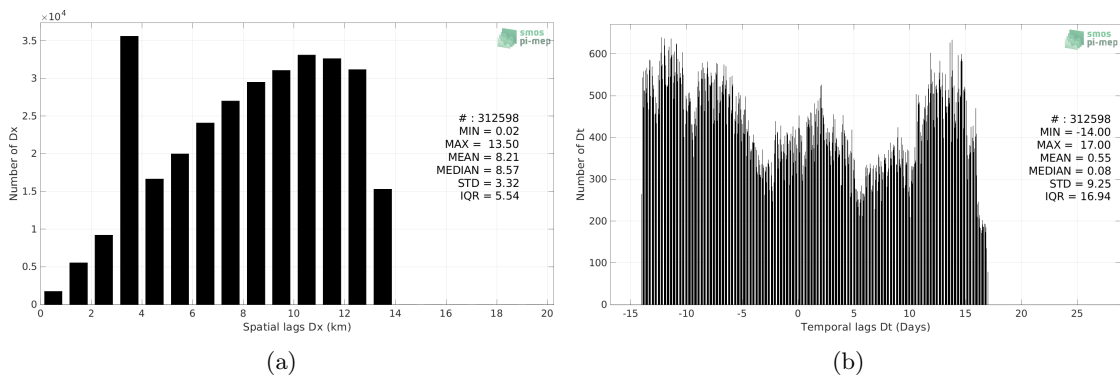 ×10⁴
3.5
3
2.5
2
1.5
1
0.5
0
Number of Dx
0 2 4 6 8 10 12 14 16 18 20
Spatial lags Dx (km)
smos
pi-mep
# : 312598
MIN = 0.02
MAX = 13.50
MEAN = 8.21
MEDIAN = 8.57
STD = 3.32
IQR = 5.54
(a)
600
500
400
300
200
100
0
Number of Dt
-15 -10 -5 0 5 10 15 20 25
Temporal lags Dt (Days)
smos
pi-mep
# : 312598
MIN = -14.00
MAX = 17.00
MEAN = 0.55
MEDIAN = 0.08
STD = 9.25
IQR = 16.94
(b)